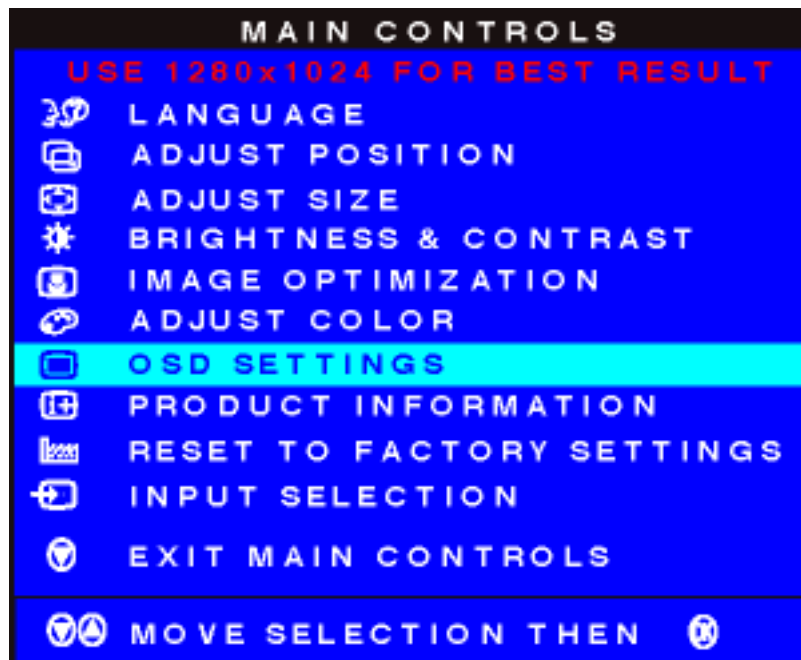 MAIN CONTROLS
USE 1280x1024 FOR BEST RESULT
LANGUAGE
ADJUST POSITION
ADJUST SIZE
BRIGHTNESS & CONTRAST
IMAGE OPTIMIZATION
ADJUST COLOR
OSD SETTINGS
PRODUCT INFORMATION
RESET TO FACTORY SETTINGS
INPUT SELECTION
EXIT MAIN CONTROLS
MOVE SELECTION THEN OK